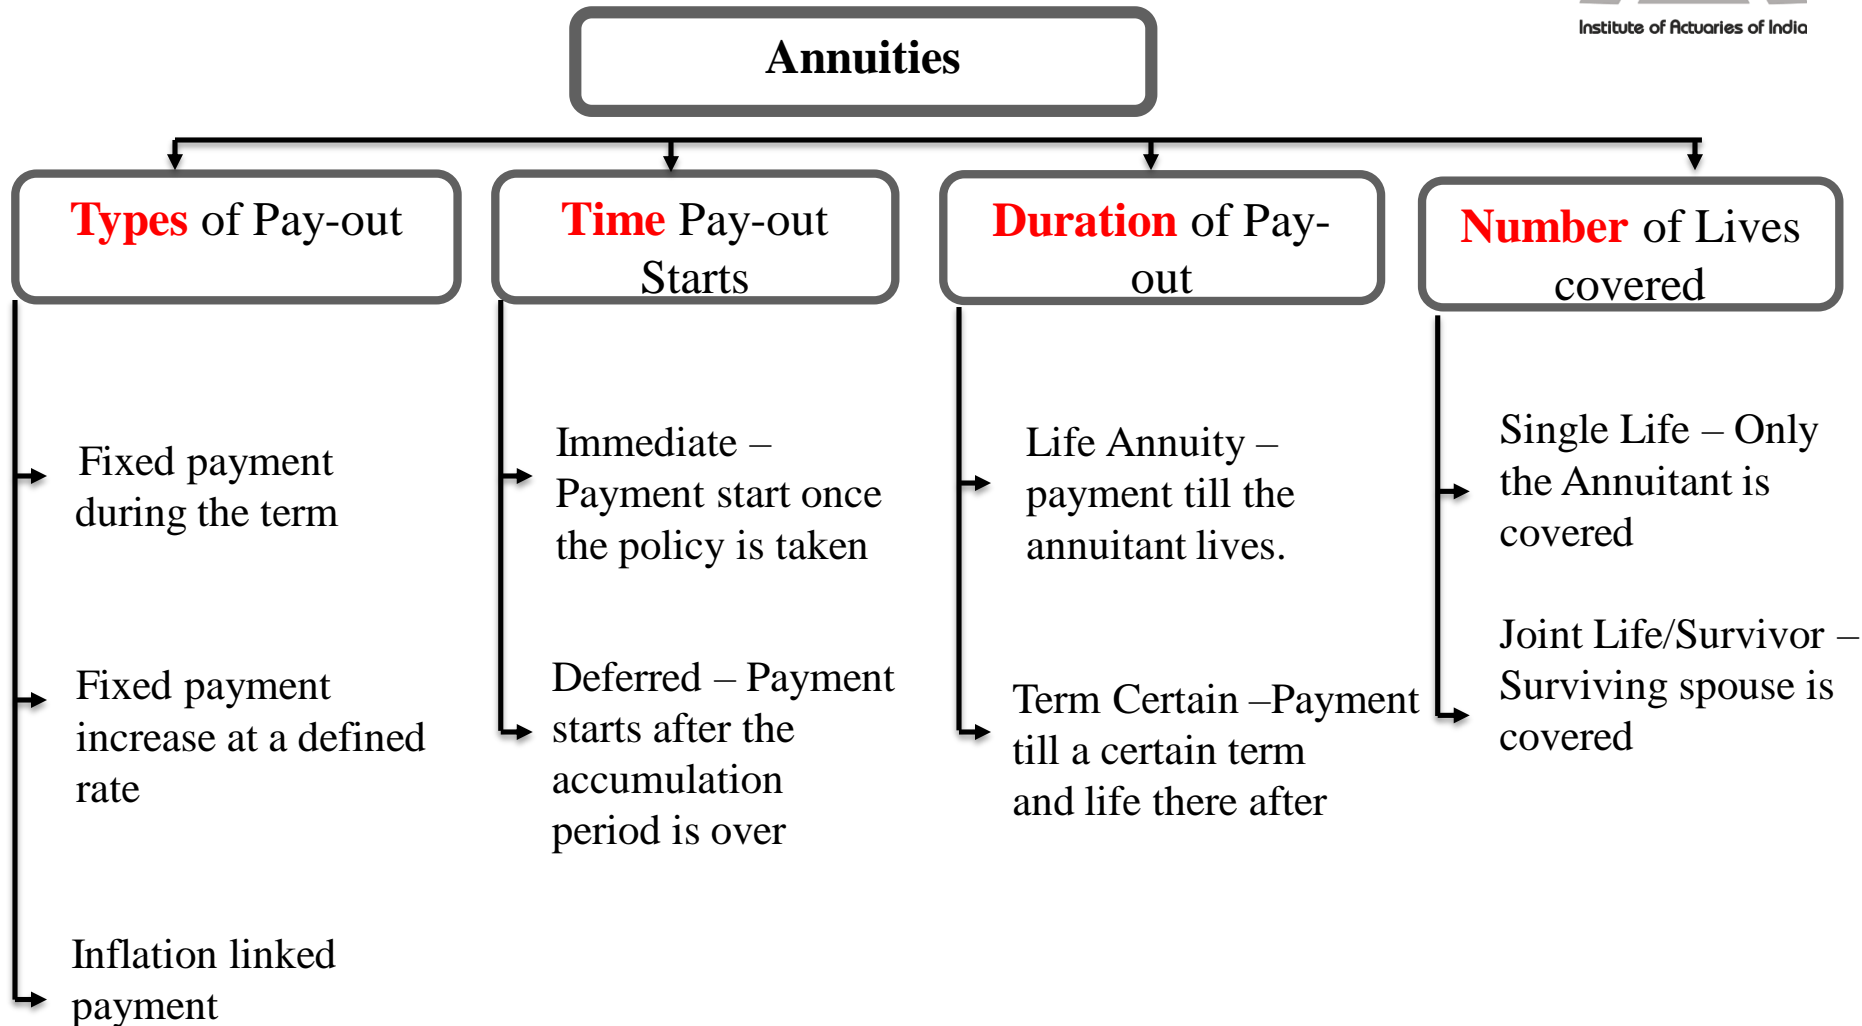 Institute of Actuaries of India
Annuities
Types of Pay-out
Time Pay-out
Starts
Duration of Pay-
out
Number of Lives
covered
Fixed payment
during the term
Fixed payment
increase at a defined
rate
Inflation linked
payment
Immediate –
Payment start once
the policy is taken
Deferred – Payment
starts after the
accumulation
period is over
Life Annuity –
payment till the
annuitant lives.
Term Certain –Payment
till a certain term
and life there after
Single Life – Only
the Annuitant is
covered
Joint Life/Survivor –
Surviving spouse is
covered